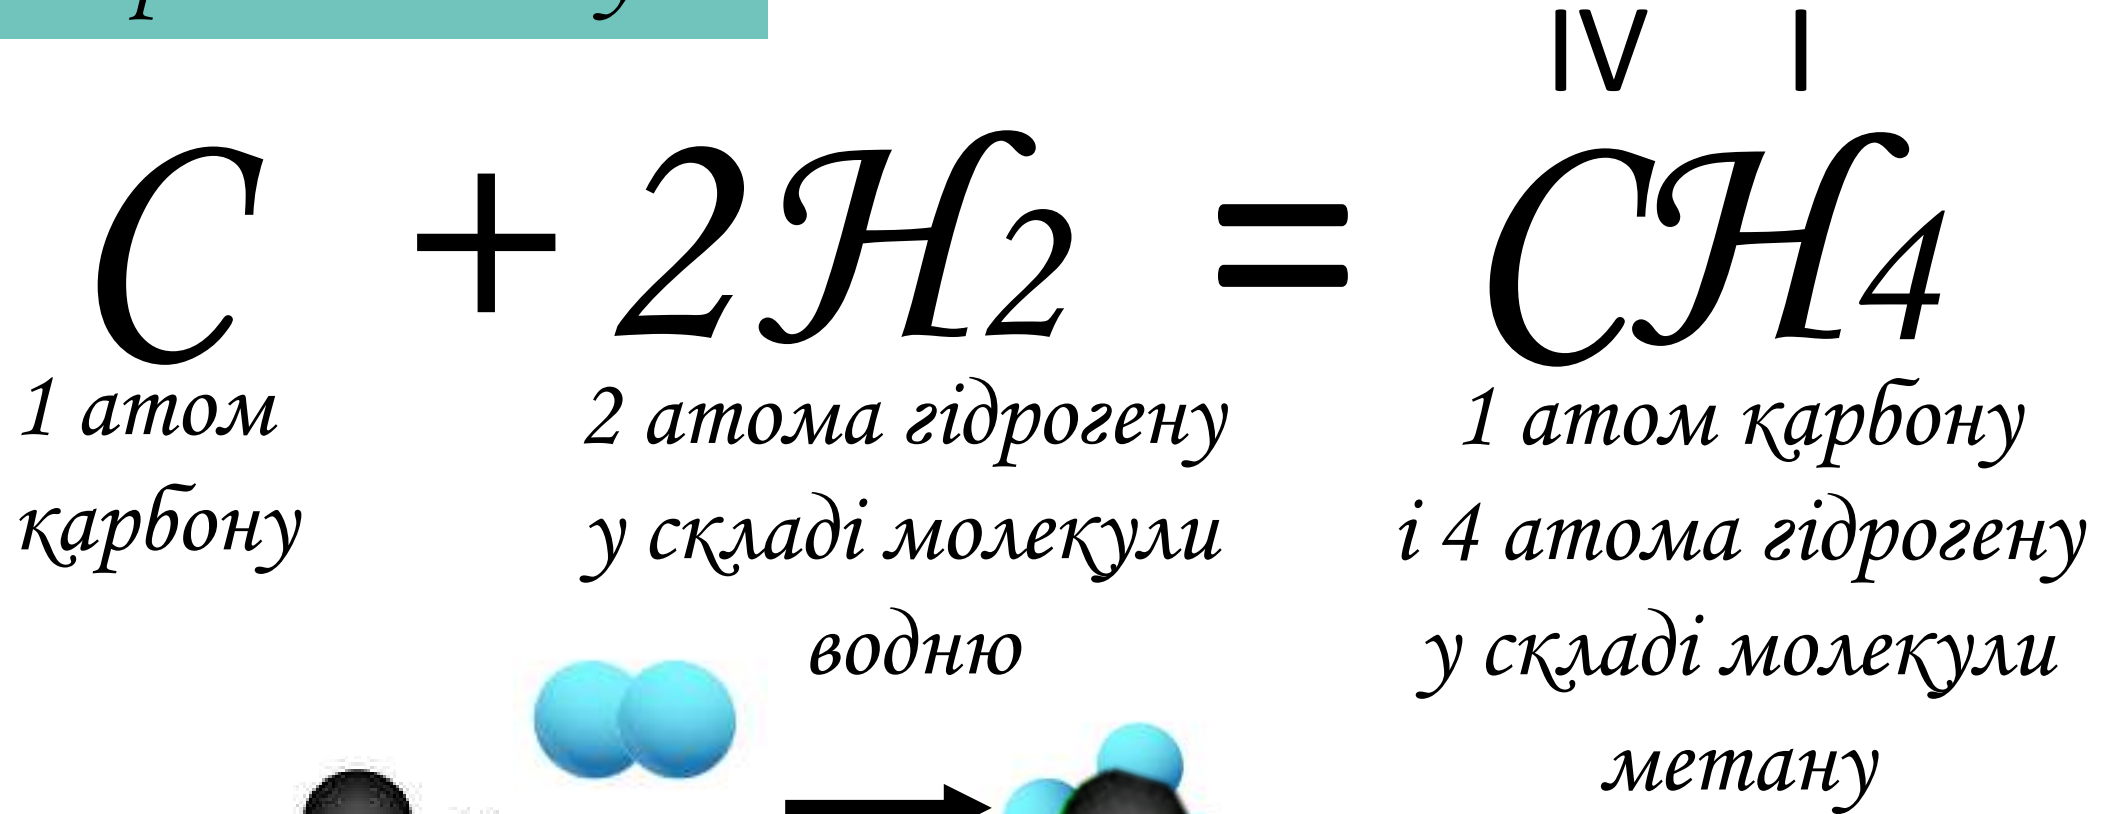 IV I
C + 2H2 = CH4
1 атом
карбону
2 атома гідрогену
у складі молекули
водню
1 атом карбону
і 4 атома гідрогену
у складі молекули
метану